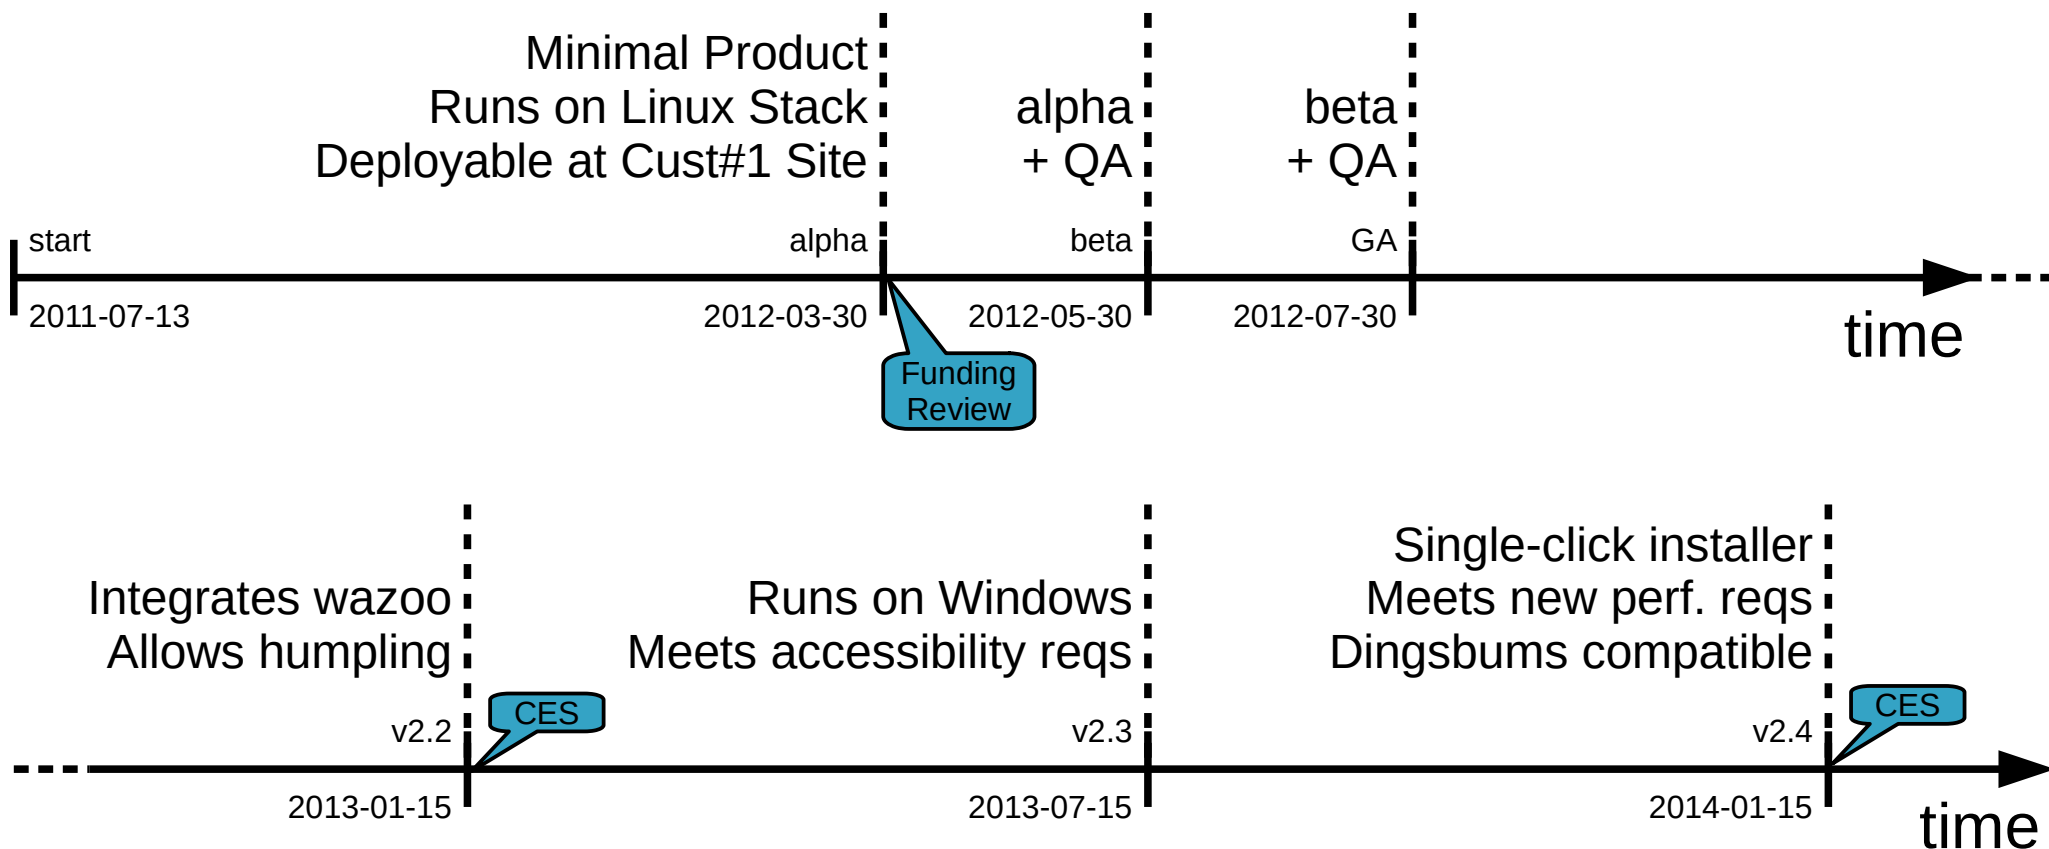 Minimal Product
Runs on Linux Stack
Deployable at Cust#1 Site
alpha
+ QA
beta
+ QA
start
alpha
beta
GA
2011-07-13
2012-03-30
2012-05-30
2012-07-30
time
Funding
Review
Integrates wazoo
Allows humpling
Runs on Windows
Meets accessibility reqs
Single-click installer
Meets new perf. reqs
Dingsbums compatible
v2.2
CES
v2.3
v2.4
CES
2013-01-15
2013-07-15
2014-01-15
time